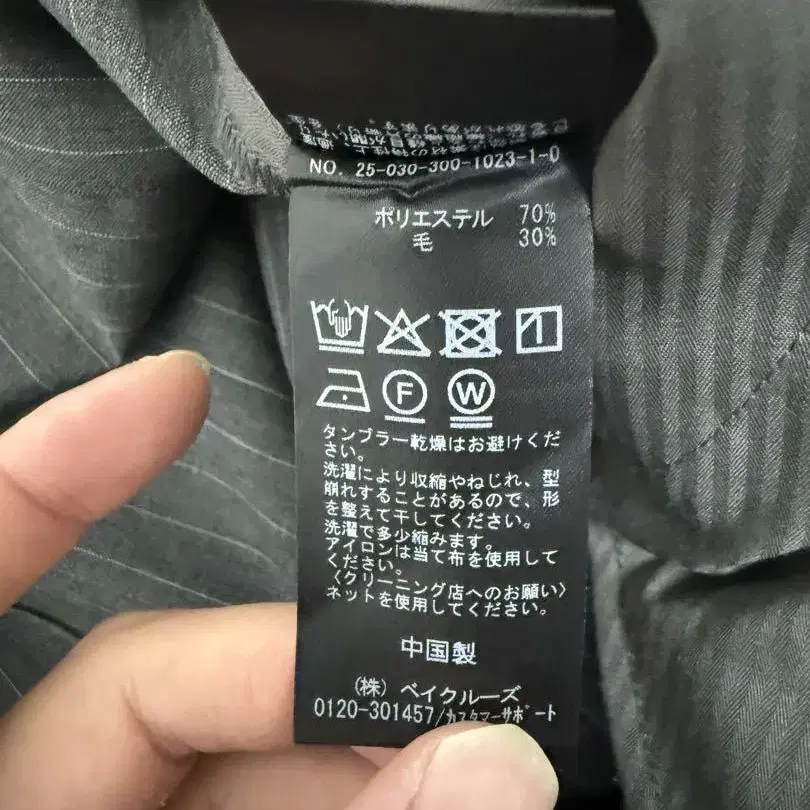 NO. 25-030-300-1023-1-0
ポリエステル 70%
毛 30%
F W
タンブラー乾燥はお避けくだ
さい。
洗濯により収縮やねじれ、型
崩れすることがあるので、形
を整えて干してください。
洗濯で多少縮みます。
アイロンは当て布を使用して
ください。
〈クリーニング店へのお願い〉
ネットを使用してください。
中国製
(株) ベイクルーズ
0120-301457/カスタマーサポート